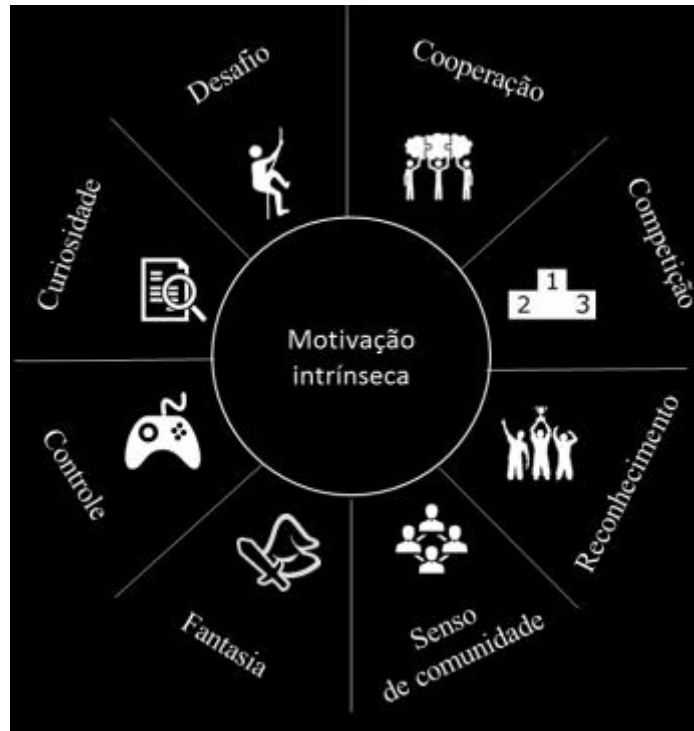 Desafio
Cooperação
Curiosidade
Competição
1
2 3
Motivação
intrínseca
Controle
Reconhecimento
Fantasia
Senso
de comunidade